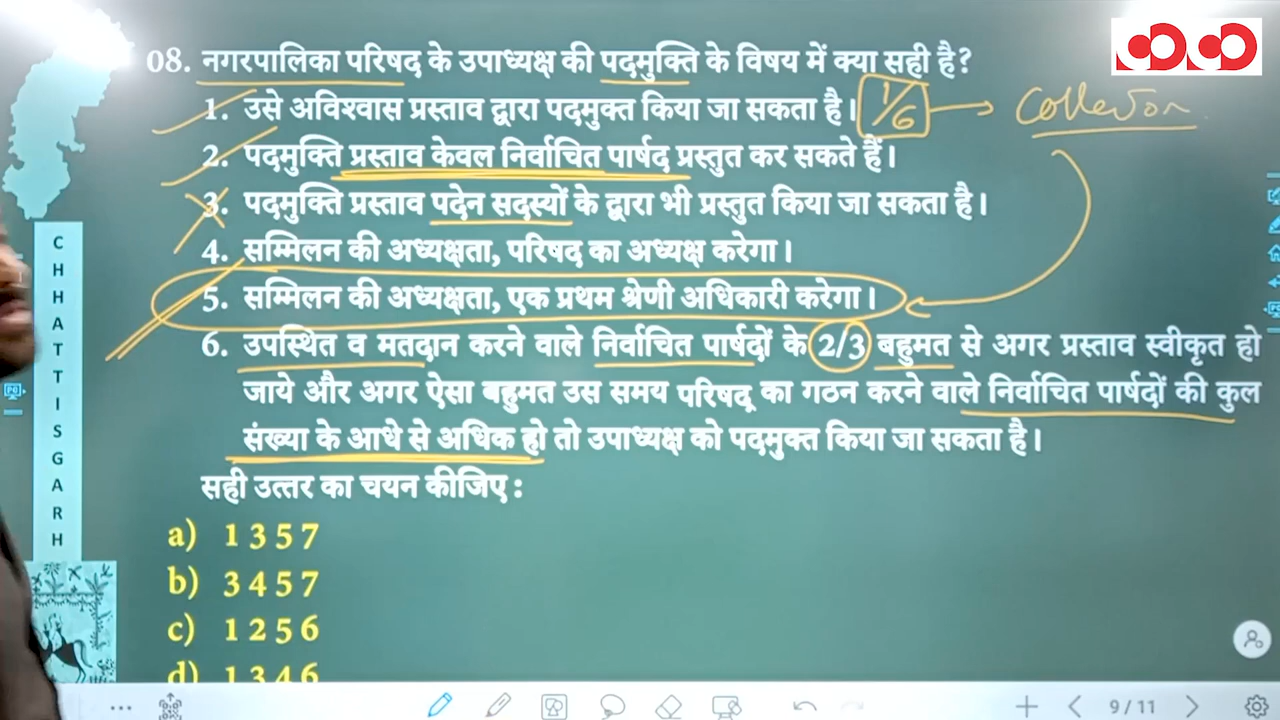 08. नगरपालिका परिषद के उपाध्यक्ष की पदमुक्ति के विषय में क्या सही है?
1. उसे अविश्वास प्रस्ताव द्वारा पदमुक्त किया जा सकता है। 1/6 → Collector
2. पदमुक्ति प्रस्ताव केवल निर्वाचित पार्षद प्रस्तुत कर सकते हैं।
3. पदमुक्ति प्रस्ताव पदेन सदस्यों के द्वारा भी प्रस्तुत किया जा सकता है।
4. सम्मिलन की अध्यक्षता, परिषद का अध्यक्ष करेगा।
5. सम्मिलन की अध्यक्षता, एक प्रथम श्रेणी अधिकारी करेगा।
6. उपस्थित व मतदान करने वाले निर्वाचित पार्षदों के 2/3 बहुमत से अगर प्रस्ताव स्वीकृत हो
जाये और अगर ऐसा बहुमत उस समय परिषद् का गठन करने वाले निर्वाचित पार्षदों की कुल
संख्या के आधे से अधिक हो तो उपाध्यक्ष को पदमुक्त किया जा सकता है।
सही उत्तर का चयन कीजिए :
a) 1 3 5 7
b) 3 4 5 7
c) 1 2 5 6
d) 1 3 4 6
CHHATTISGARH
9 / 11